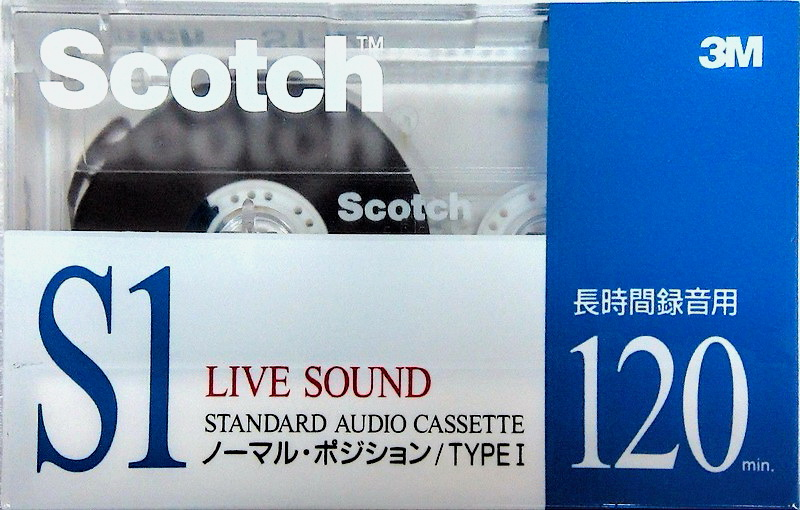 Scotch™
3M
Scotch
長時間録音用
120 min.
S1
LIVE SOUND
STANDARD AUDIO CASSETTE
ノーマル・ポジション/TYPE I